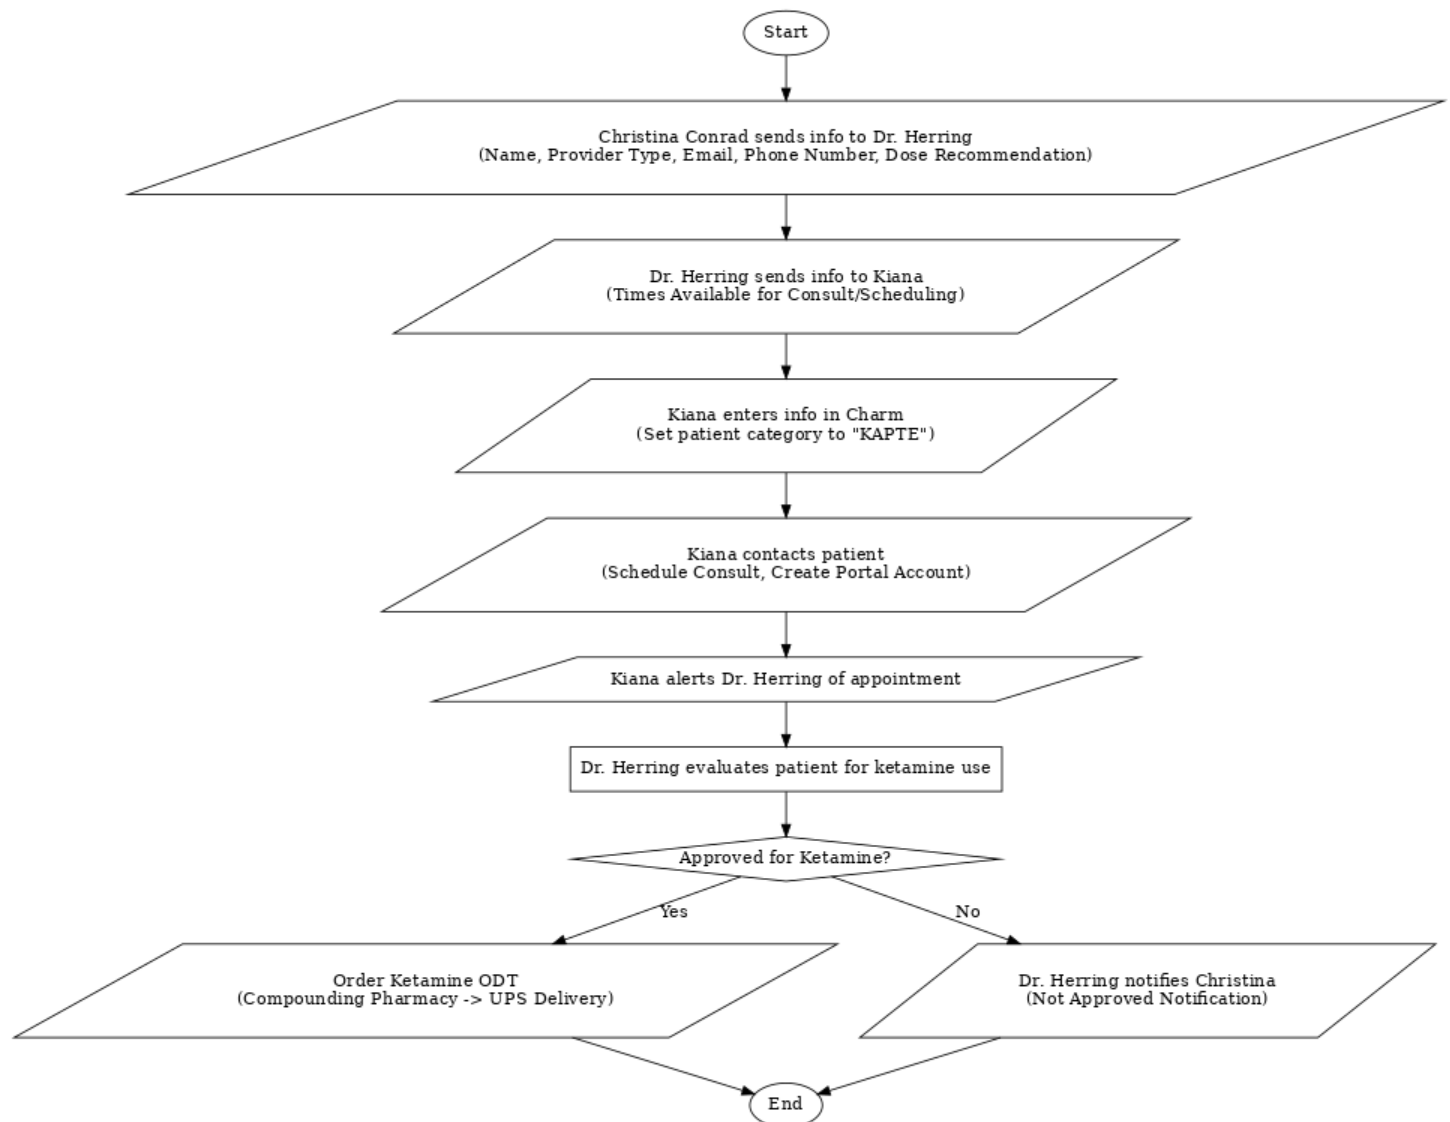 Start
Christina Conrad sends info to Dr. Herring
(Name, Provider Type, Email, Phone Number, Dose Recommendation)
Dr. Herring sends info to Kiana
(Times Available for Consult/Scheduling)
Kiana enters info in Charm
(Set patient category to "KAPTE")
Kiana contacts patient
(Schedule Consult, Create Portal Account)
Kiana alerts Dr. Herring of appointment
Dr. Herring evaluates patient for ketamine use
Approved for Ketamine?
Yes
No
Order Ketamine ODT
(Compounding Pharmacy -> UPS Delivery)
Dr. Herring notifies Christina
(Not Approved Notification)
End